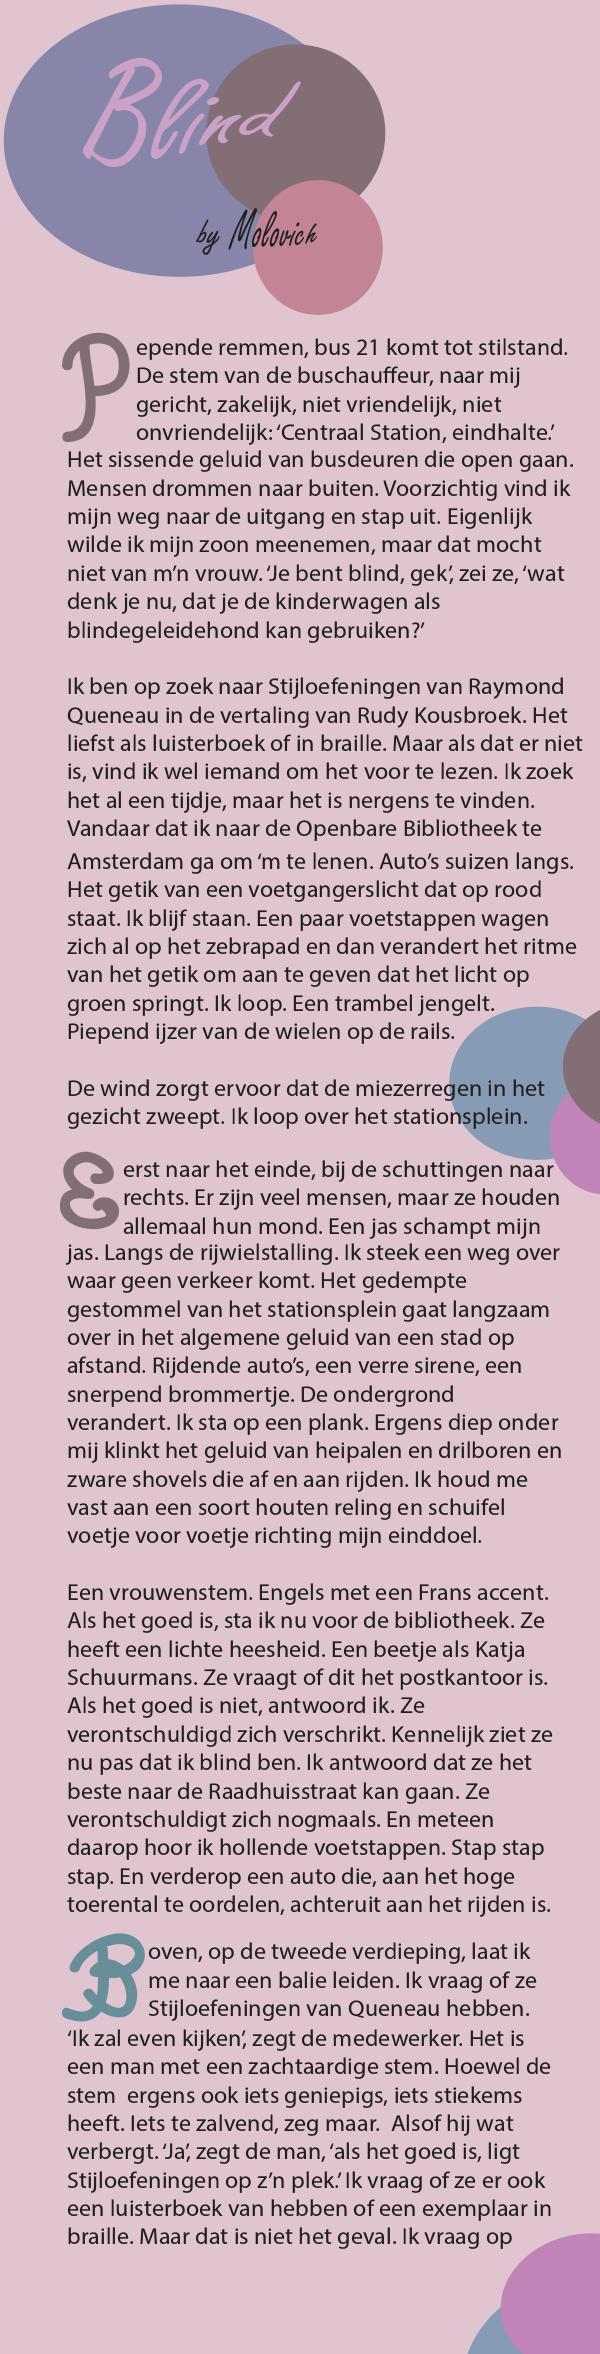 Blind
by Molovich
Pepende remmen, bus 21 komt tot stilstand.
De stem van de buschauffeur, naar mij
gericht, zakelijk, niet vriendelijk, niet
onvriendelijk: ‘Centraal Station, eindhalte.’
Het sissende geluid van busdeuren die open gaan.
Mensen drommen naar buiten. Voorzichtig vind ik
mijn weg naar de uitgang en stap uit. Eigenlijk
wilde ik mijn zoon meenemen, maar dat mocht
niet van m’n vrouw. ‘Je bent blind, gek’, zei ze, ‘wat
denk je nu, dat je de kinderwagen als
blindegeleidehond kan gebruiken?’
Ik ben op zoek naar Stijloefeningen van Raymond
Queneau in de vertaling van Rudy Kousbroek. Het
liefst als luisterboek of in braille. Maar als dat er niet
is, vind ik wel iemand om het voor te lezen. Ik zoek
het al een tijdje, maar het is nergens te vinden.
Vandaar dat ik naar de Openbare Bibliotheek te
Amsterdam ga om ‘m te lenen. Auto’s suizen langs.
Het getik van een voetgangerslicht dat op rood
staat. Ik blijf staan. Een paar voetstappen wagen
zich al op het zebrapad en dan verandert het ritme
van het getik om aan te geven dat het licht op
groen springt. Ik loop. Een trambel jengelt.
Piepend ijzer van de wielen op de rails.
De wind zorgt ervoor dat de miezerregen in het
gezicht zweept. Ik loop over het stationsplein.
Eerst naar het einde, bij de schuttingen naar
rechts. Er zijn veel mensen, maar ze houden
allemaal hun mond. Een jas schampt mijn
jas. Langs de rijwielstalling. Ik steek een weg over
waar geen verkeer komt. Het gedempte
gestommel van het stationsplein gaat langzaam
over in het algemene geluid van een stad op
afstand. Rijdende auto’s, een verre sirene, een
snerpend brommertje. De ondergrond
verandert. Ik sta op een plank. Ergens diep onder
mij klinkt het geluid van heipalen en drilboren en
zware shovels die af en aan rijden. Ik houd me
vast aan een soort houten reling en schuifel
voetje voor voetje richting mijn einddoel.
Een vrouwenstem. Engels met een Frans accent.
Als het goed is, sta ik nu voor de bibliotheek. Ze
heeft een lichte heesheid. Een beetje als Katja
Schuurmans. Ze vraagt of dit het postkantoor is.
Als het goed is niet, antwoord ik. Ze
verontschuldigd zich verschrikt. Kennelijk ziet ze
nu pas dat ik blind ben. Ik antwoord dat ze het
beste naar de Raadhuisstraat kan gaan. Ze
verontschuldigt zich nogmaals. En meteen
daarop hoor ik hollende voetstappen. Stap stap
stap. En verderop een auto die, aan het hoge
toerental te oordelen, achteruit aan het rijden is.
Boven, op de tweede verdieping, laat ik
me naar een balie leiden. Ik vraag of ze
Stijloefeningen van Queneau hebben.
‘Ik zal even kijken’, zegt de medewerker. Het is
een man met een zachtaardige stem. Hoewel de
stem ergens ook iets geniepigs, iets stiekems
heeft. Iets te zalvend, zeg maar. Alsof hij wat
verbergt. ‘Ja’, zegt de man, ‘als het goed is, ligt
Stijloefeningen op z’n plek.’ Ik vraag of ze er ook
een luisterboek van hebben of een exemplaar in
braille. Maar dat is niet het geval. Ik vraag op